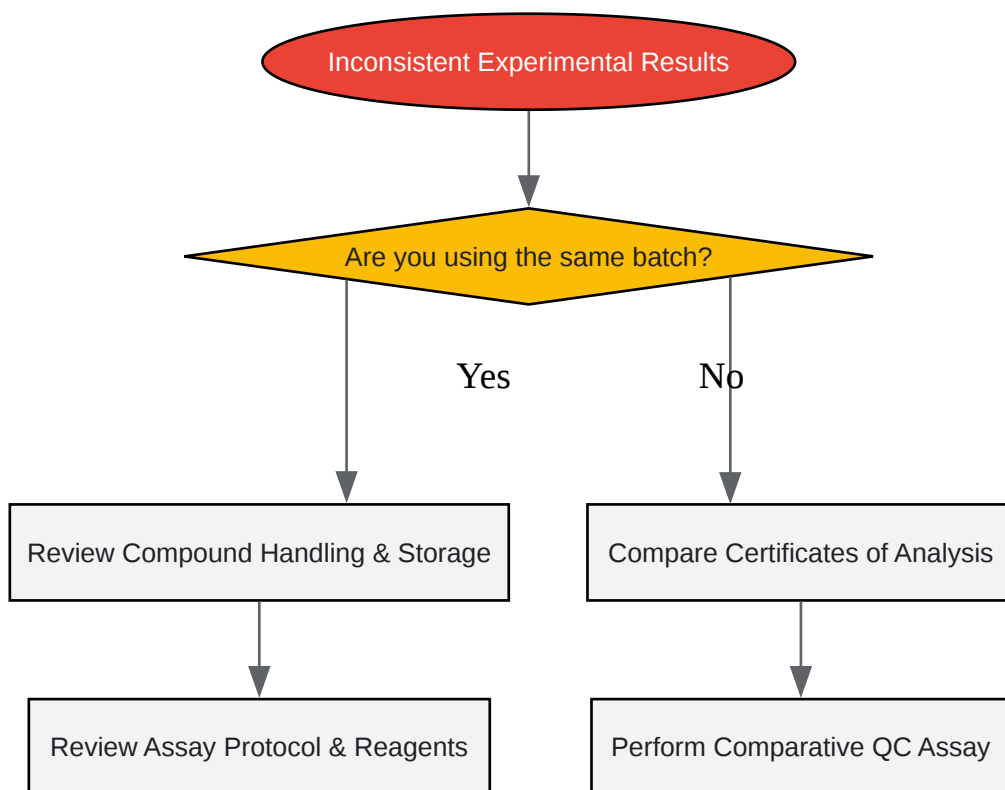 Inconsistent Experimental Results
Are you using the same batch?
Yes
No
Review Compound Handling & Storage
Compare Certificates of Analysis
Review Assay Protocol & Reagents
Perform Comparative QC Assay